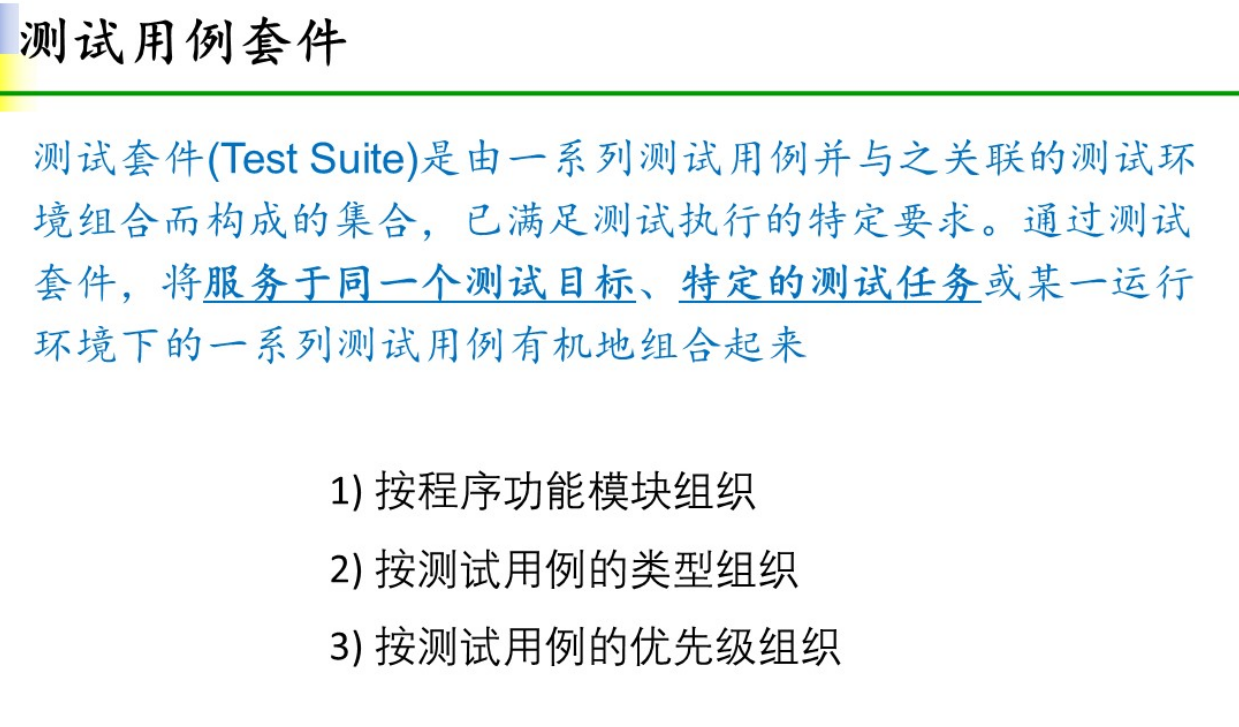 测试用例套件
测试套件(Test Suite)是由一系列测试用例并与之关联的测试环
境组合而构成的集合，已满足测试执行的特定要求。通过测试
套件，将服务于同一个测试目标、特定的测试任务或某一运行
环境下的一系列测试用例有机地组合起来
1) 按程序功能模块组织
2) 按测试用例的类型组织
3) 按测试用例的优先级组织